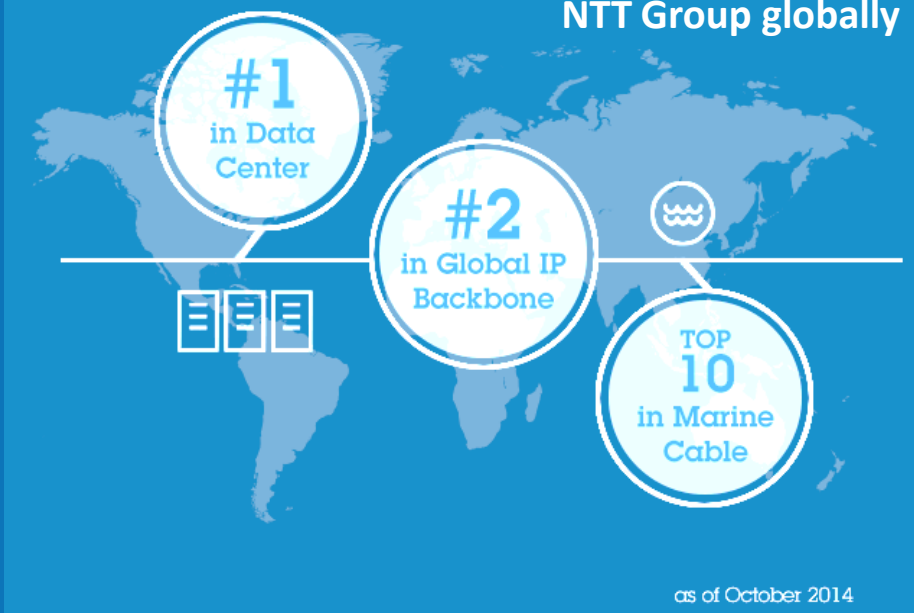 NTT Group globally
#1
in Data
Center
#2
in Global IP
Backbone
TOP
10
in Marine
Cable
as of October 2014